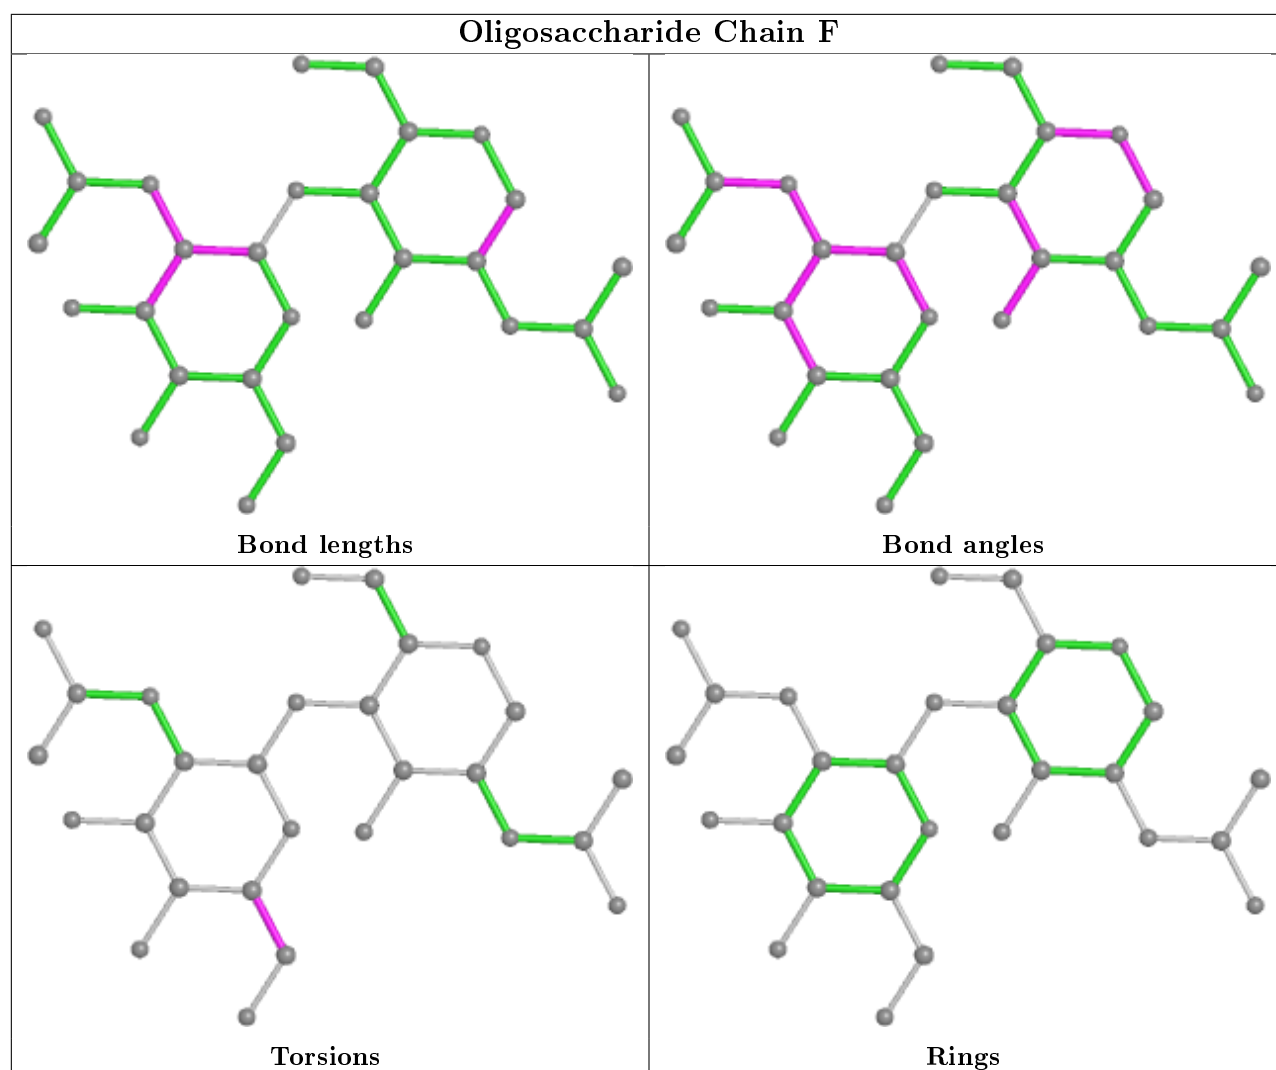 Oligosaccharide Chain F
Bond lengths
Bond angles
Torsions
Rings